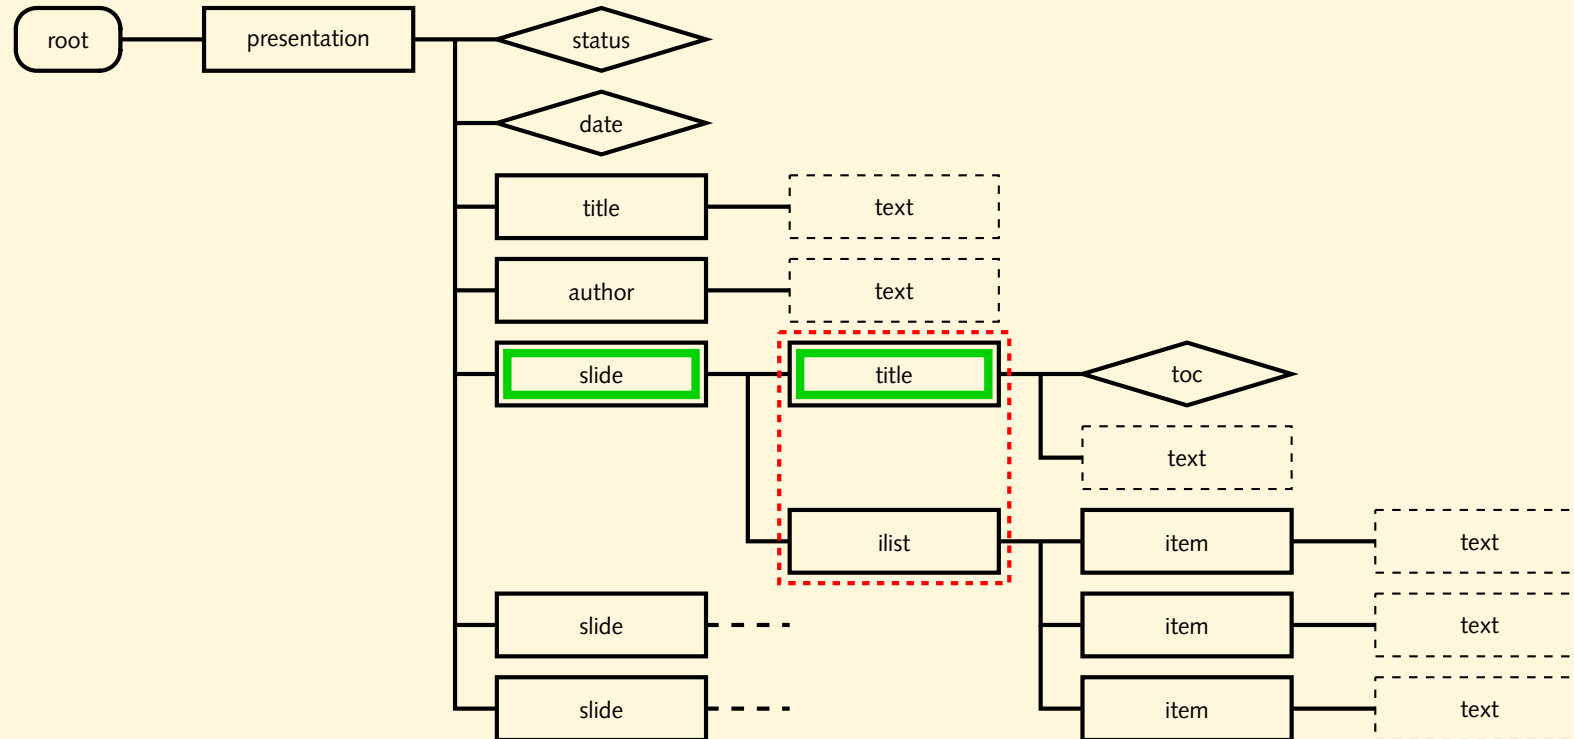 root presentation status
date
title text
author text
slide title toc
text
ilist item text
slide item text
slide item text